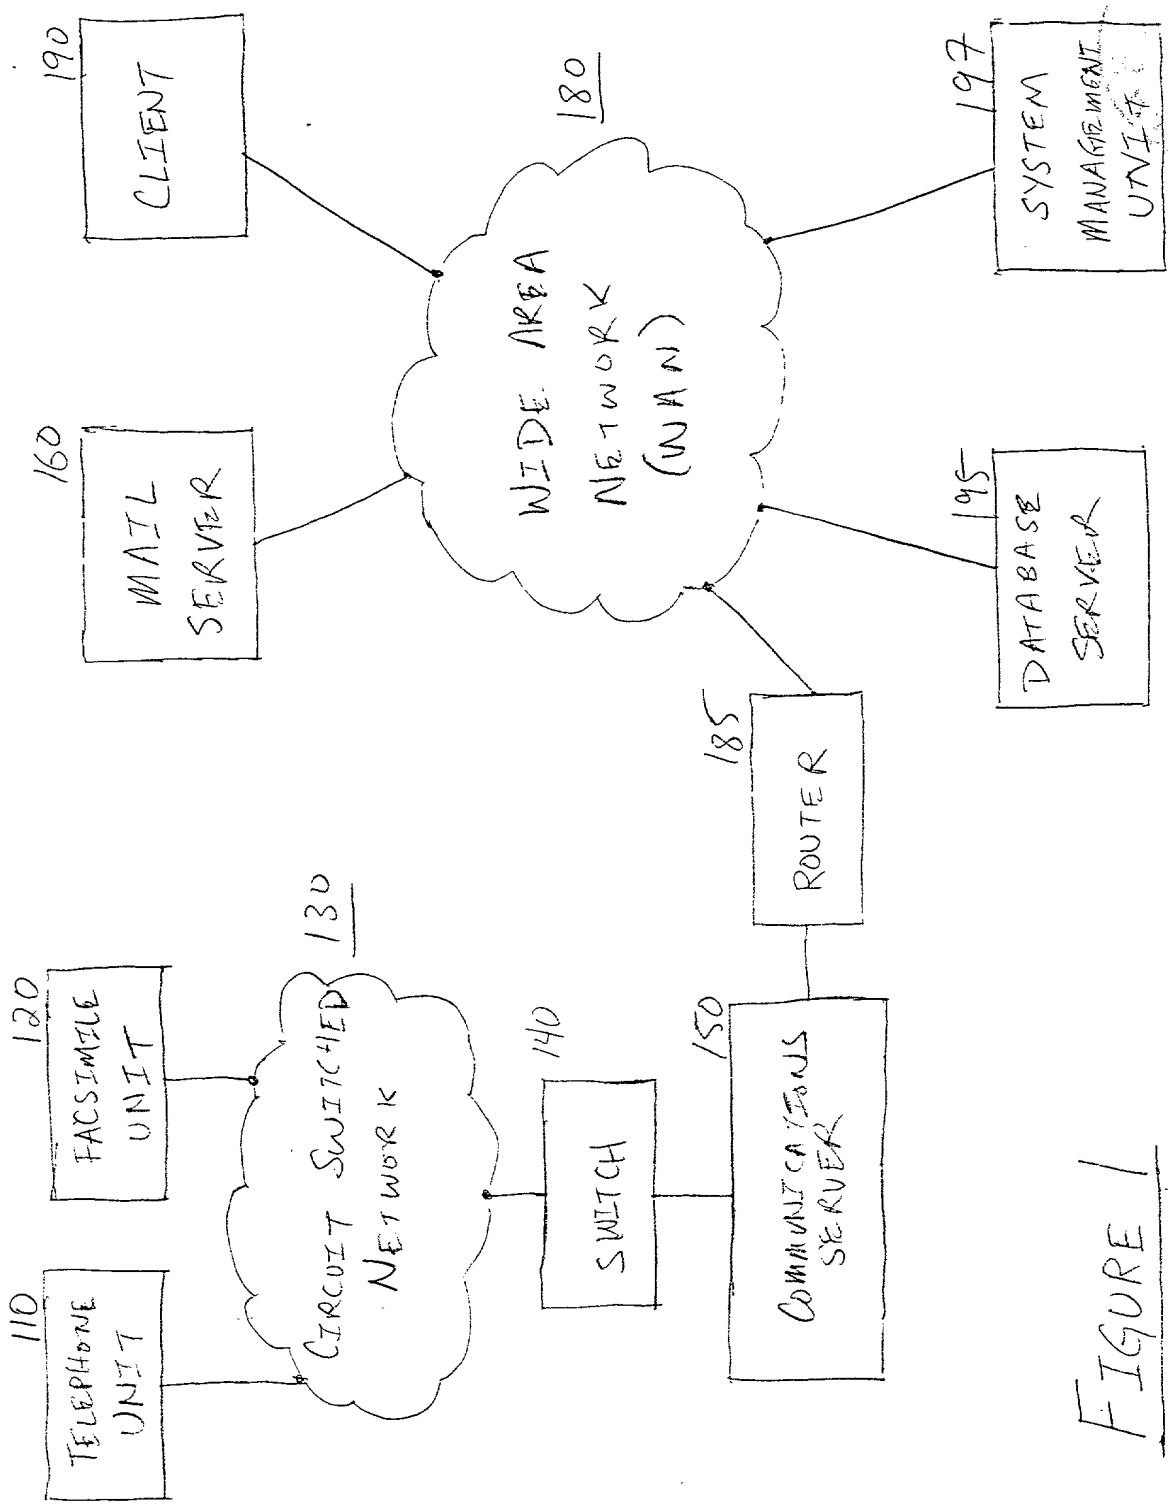 110
TELEPHONE
UNIT
120
FACSIMILE
UNIT
CIRCUIT SWITCHED
NETWORK
130
140
SWITCH
150
COMMUNICATIONS
SERVER
185
ROUTER
160
MAIL
SERVER
190
CLIENT
180
WIDE AREA
NETWORK
(WAN)
195
DATABASE
SERVER
197
SYSTEM
MANAGEMENT
UNIT
FIGURE 1